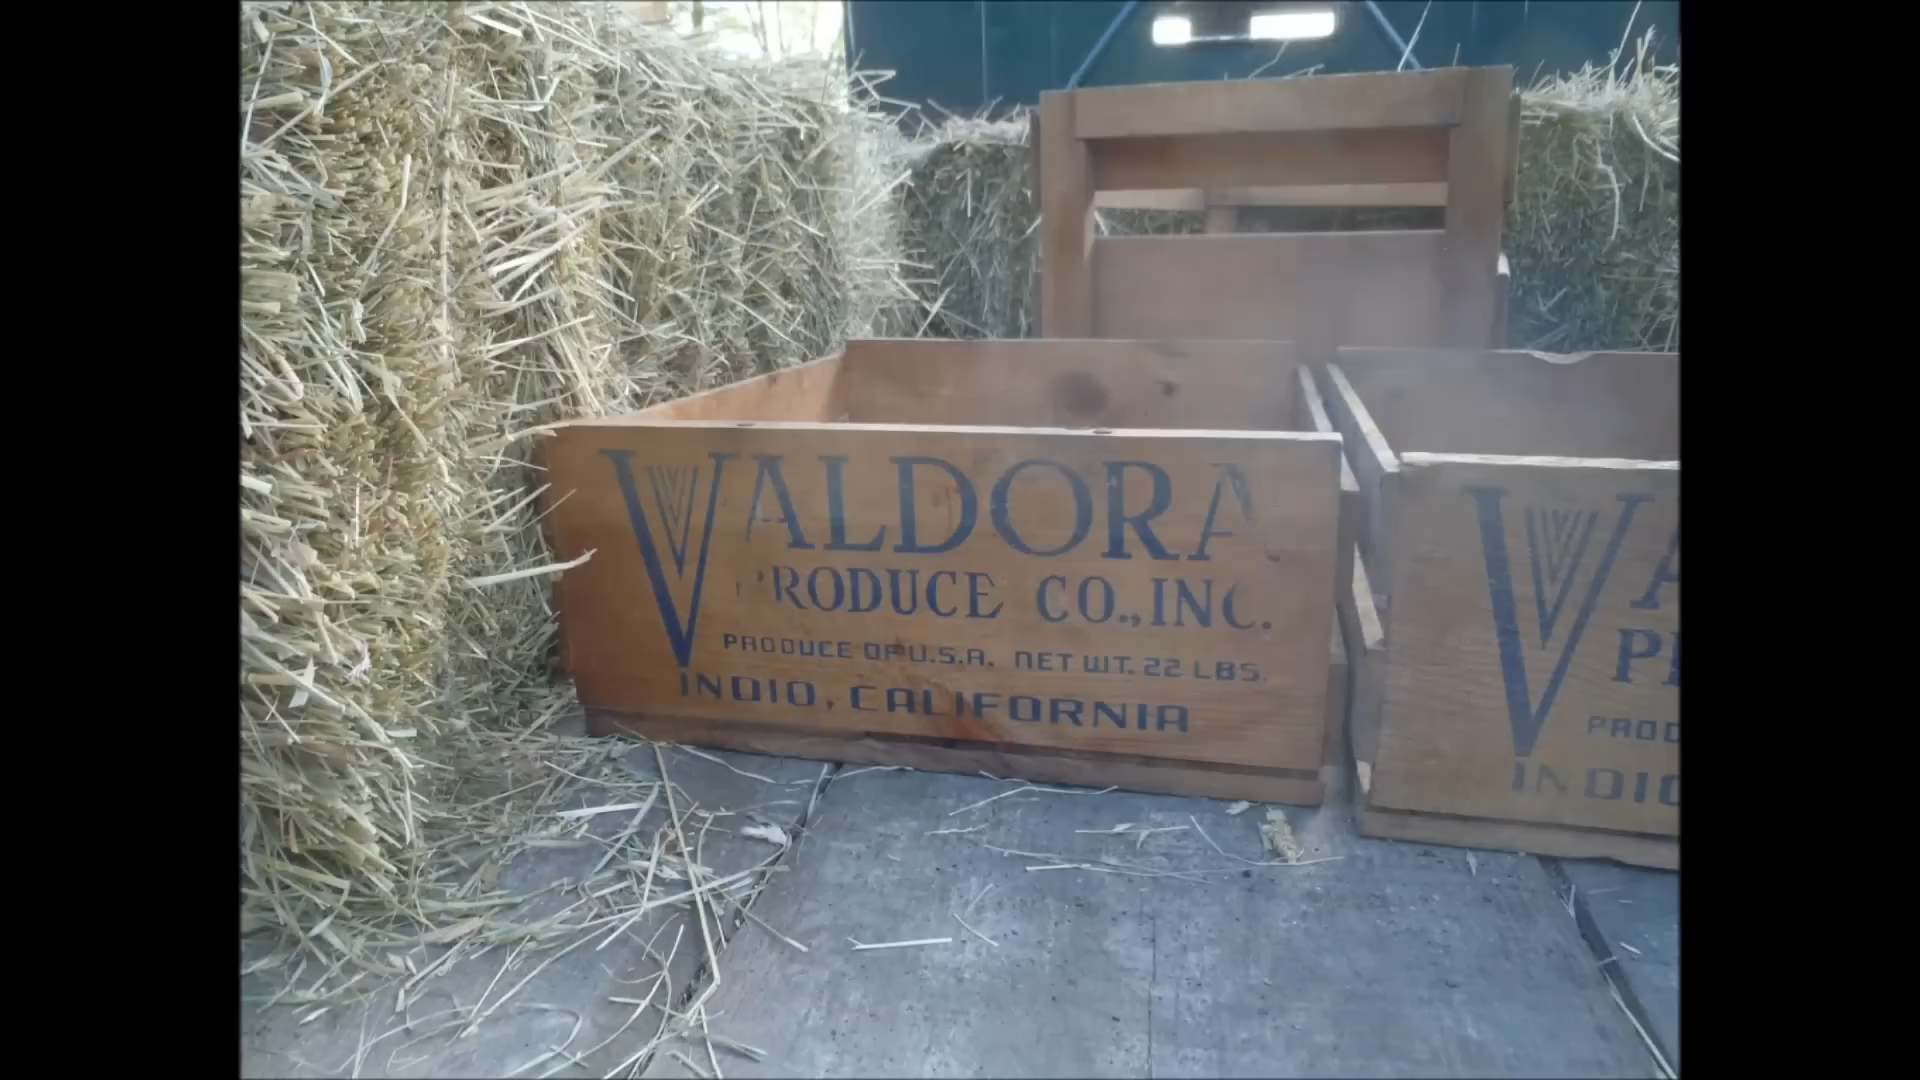 VALDORA
PRODUCE CO., INC.
PRODUCE OF U.S.A. NET WT. 22 LBS.
INDIO, CALIFORNIA